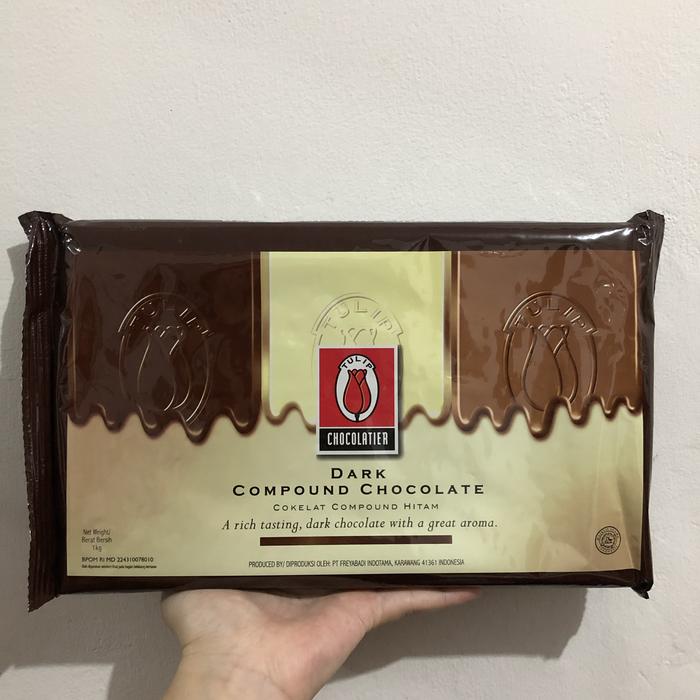 TULIP
TULIP
TULIP
TULIP
CHOCOLATIER
DARK
COMPOUND CHOCOLATE
COKELAT COMPOUND HITAM
A rich tasting, dark chocolate with a great aroma.
Net Weight/
Berat Bersih
1kg
BPOM RI MD 224310078010
PRODUCED BY/ DIPRODUKSI OLEH: PT FREYABADI INDOTAMA, KARAWANG 41361 INDONESIA